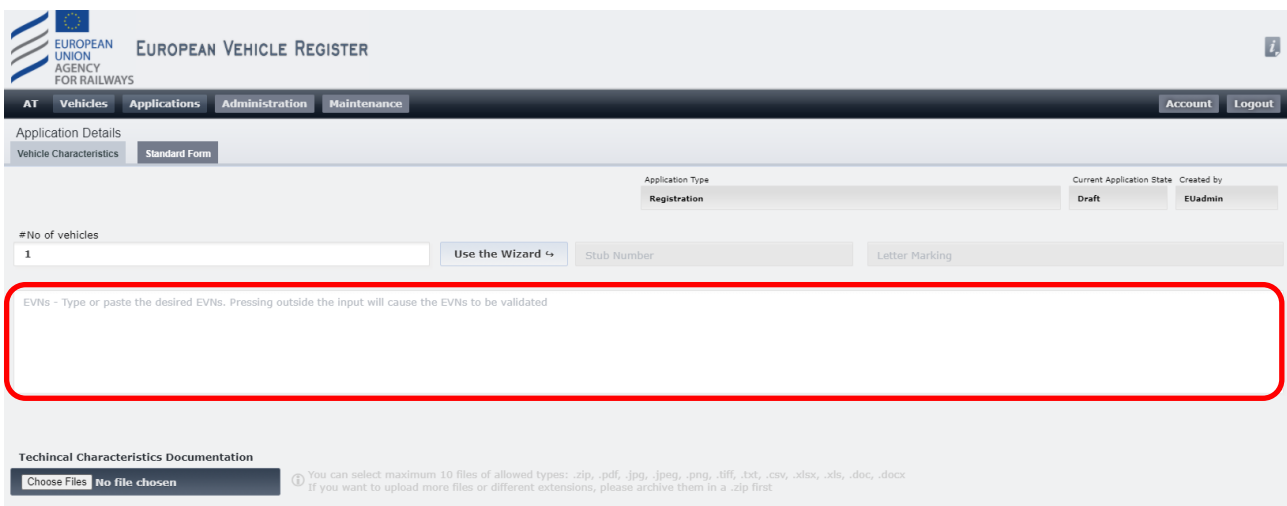 EUROPEAN
UNION
AGENCY
FOR RAILWAYS
EUROPEAN VEHICLE REGISTER
i
AT Vehicles Applications Administration Maintenance Account Logout
Application Details
Vehicle Characteristics Standard Form
Application Type Current Application State Created by
Registration Draft EUadmin
#No of vehicles
1 Use the Wizard ↪ Stub Number Letter Marking
EVNs - Type or paste the desired EVNs. Pressing outside the input will cause the EVNs to be validated
Techincal Characteristics Documentation
Choose Files No file chosen
You can select maximum 10 files of allowed types: .zip, .pdf, .jpg, .jpeg, .png, .tiff, .txt, .csv, .xlsx, .xls, .doc, .docx
If you want to upload more files or different extensions, please archive them in a .zip first